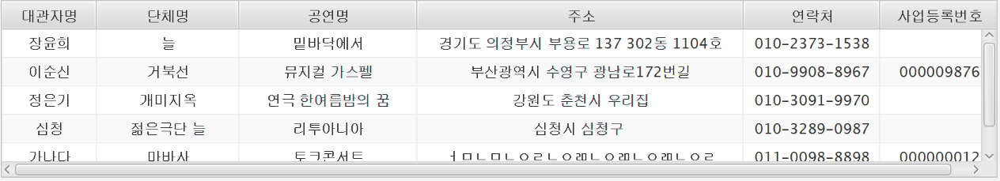 대관자명 단체명 공연명 주소 연락처 사업등록번호
장윤희 늘 밑바닥에서 경기도 의정부시 부용로 137 302동 1104호 010-2373-1538
이순신 거북선 뮤지컬 가스펠 부산광역시 수영구 광남로172번길 010-9908-8967 000009876
정은기 개미지옥 연극 한여름밤의 꿈 강원도 춘천시 우리집 010-3091-9970
심청 젊은극단 늘 리투아니아 심청시 심청구 010-3289-0987
가나다 마바사 토크콘서트 011-0098-8898 000000012